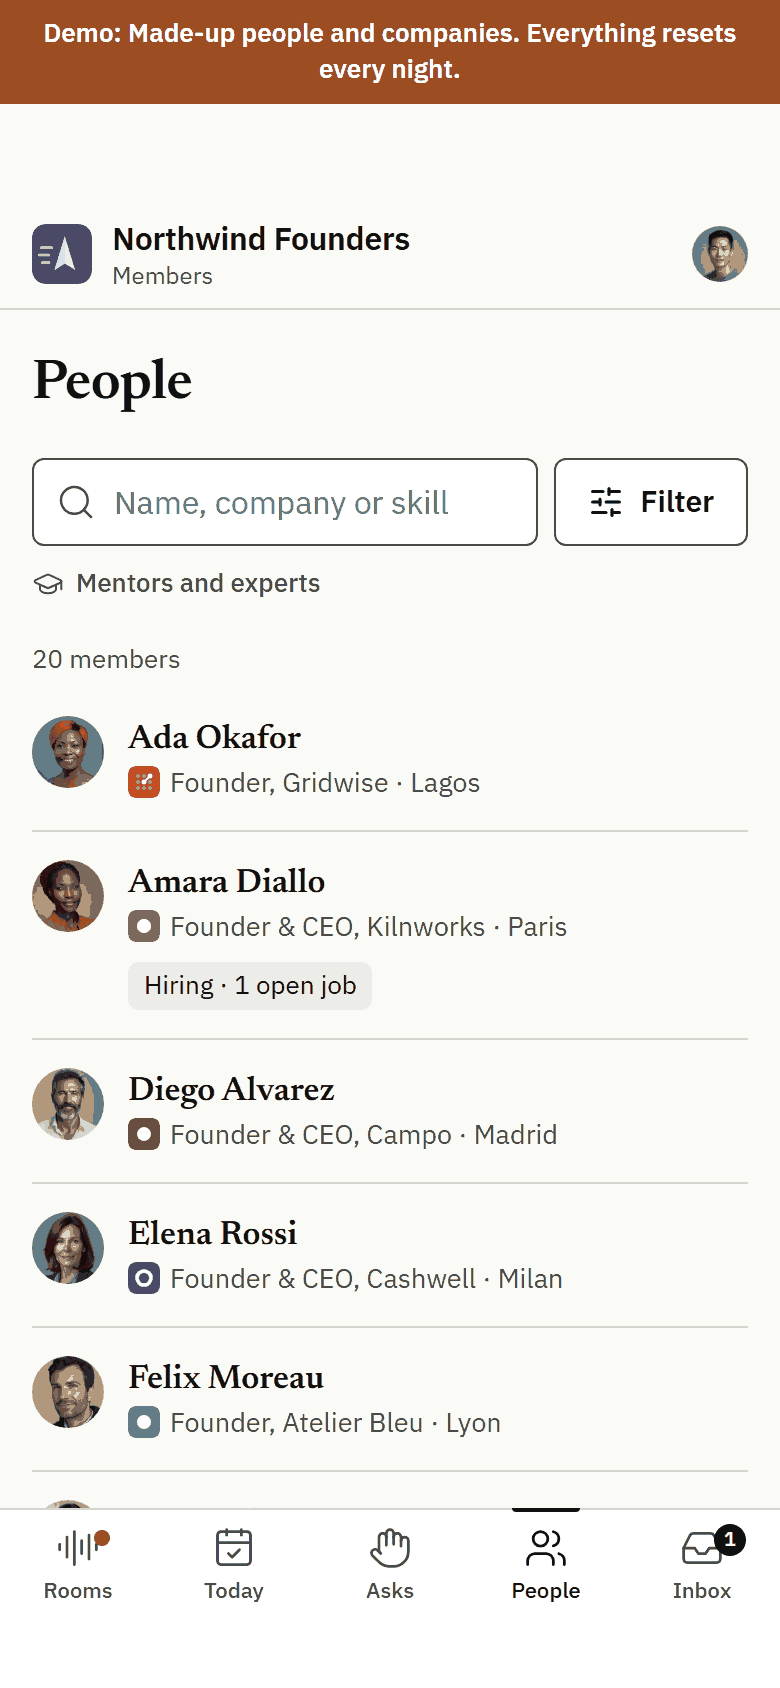 Demo: Made-up people and companies. Everything resets
every night.
Northwind Founders
Members
People
Name, company or skill
Filter
Mentors and experts
20 members
Ada Okafor
Founder, Gridwise · Lagos
Amara Diallo
Founder & CEO, Kilnworks · Paris
Hiring · 1 open job
Diego Alvarez
Founder & CEO, Campo · Madrid
Elena Rossi
Founder & CEO, Cashwell · Milan
Felix Moreau
Founder, Atelier Bleu · Lyon
1
Rooms
Today
Asks
People
Inbox